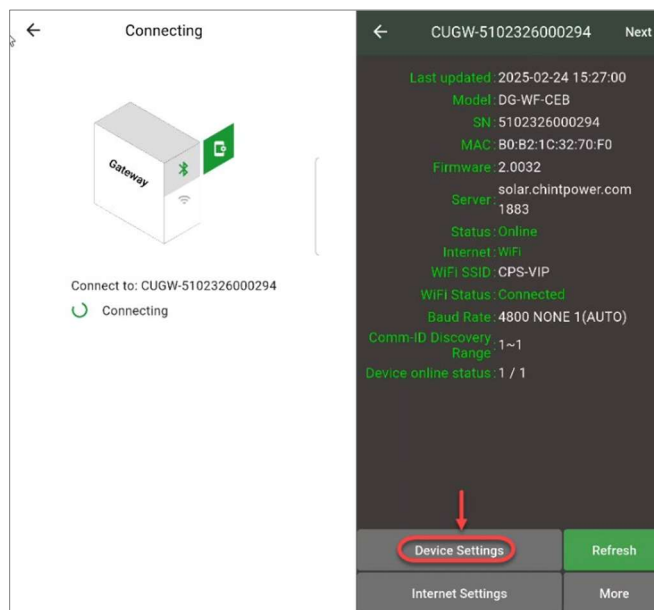 Connecting
Gateway
Connect to: CUGW-5102326000294
Connecting
CUGW-5102326000294 Next
Last updated: 2025-02-24 15:27:00
Model: DG-WF-CEB
SN: 5102326000294
MAC: B0:B2:1C:32:70:F0
Firmware: 2.0032
Server: solar.chintpower.com
1883
Status: Online
Internet: WiFi
WiFi SSID: CPS-VIP
WiFi Status: Connected
Baud Rate: 4800 NONE 1(AUTO)
Comm-ID Discovery
Range: 1~1
Device online status: 1 / 1
Device Settings Refresh
Internet Settings More